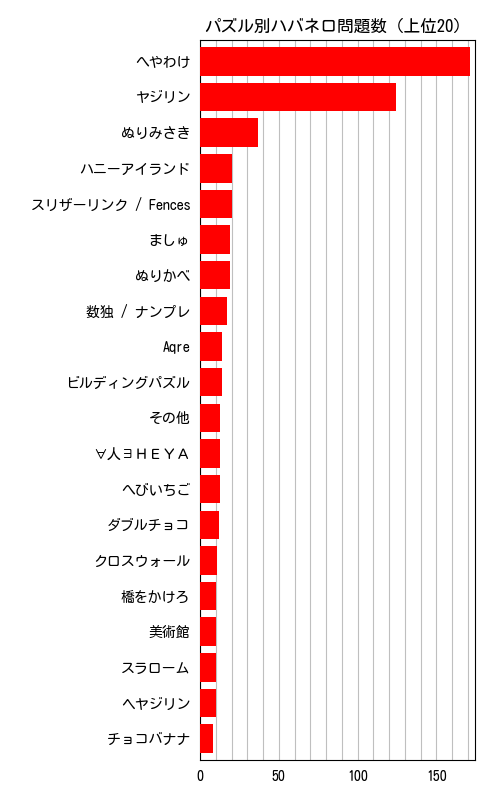 パズル別ハバネロ問題数 (上位20)
へやわけ
ヤジリン
ぬりみさき
ハニーアイランド
スリザーリンク / Fences
ましゅ
ぬりかべ
数独 / ナンプレ
Aqre
ビルディングパズル
その他
∀人∃ＨＥＹＡ
へびいちご
ダブルチョコ
クロスウォール
橋をかけろ
美術館
スラローム
ヘヤジリン
チョコバナナ
0 50 100 150